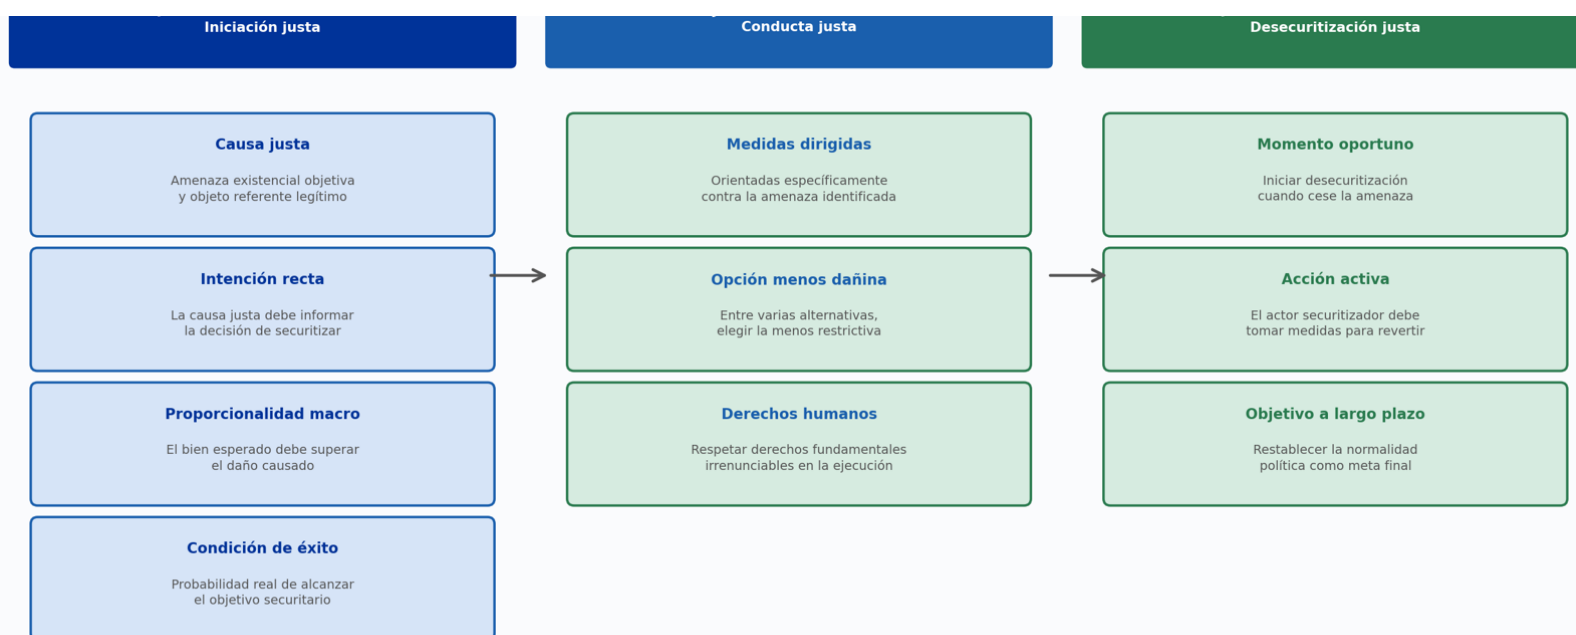 Iniciación justa
Causa justa
Amenaza existencial objetiva
y objeto referente legítimo
Intención recta
La causa justa debe informar
la decisión de securitizar
Proporcionalidad macro
El bien esperado debe superar
el daño causado
Condición de éxito
Probabilidad real de alcanzar
el objetivo securitario
Conducta justa
Medidas dirigidas
Orientadas específicamente
contra la amenaza identificada
Opción menos dañina
Entre varias alternativas,
elegir la menos restrictiva
Derechos humanos
Respetar derechos fundamentales
irrenunciables en la ejecución
Desecuritización justa
Momento oportuno
Iniciar desecuritización
cuando cese la amenaza
Acción activa
El actor securitizador debe
tomar medidas para revertir
Objetivo a largo plazo
Restablecer la normalidad
política como meta final